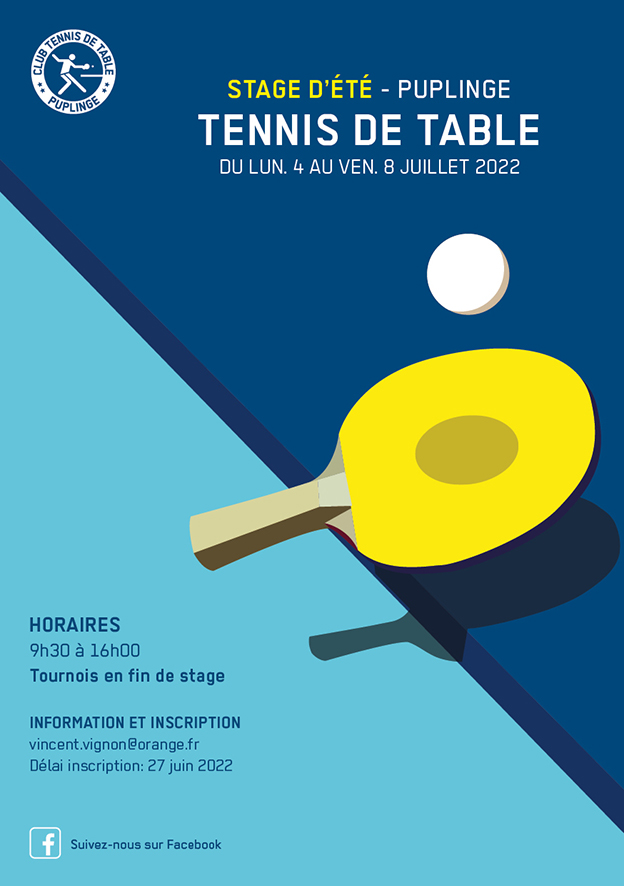 CLUB TENNIS DE TABLE
PUPLINGE
STAGE D'ÉTÉ - PUPLINGE
TENNIS DE TABLE
DU LUN. 4 AU VEN. 8 JUILLET 2022
HORAIRES
9h30 à 16h00
Tournois en fin de stage
INFORMATION ET INSCRIPTION
vincent.vignon@orange.fr
Délai inscription: 27 juin 2022
f Suivez-nous sur Facebook